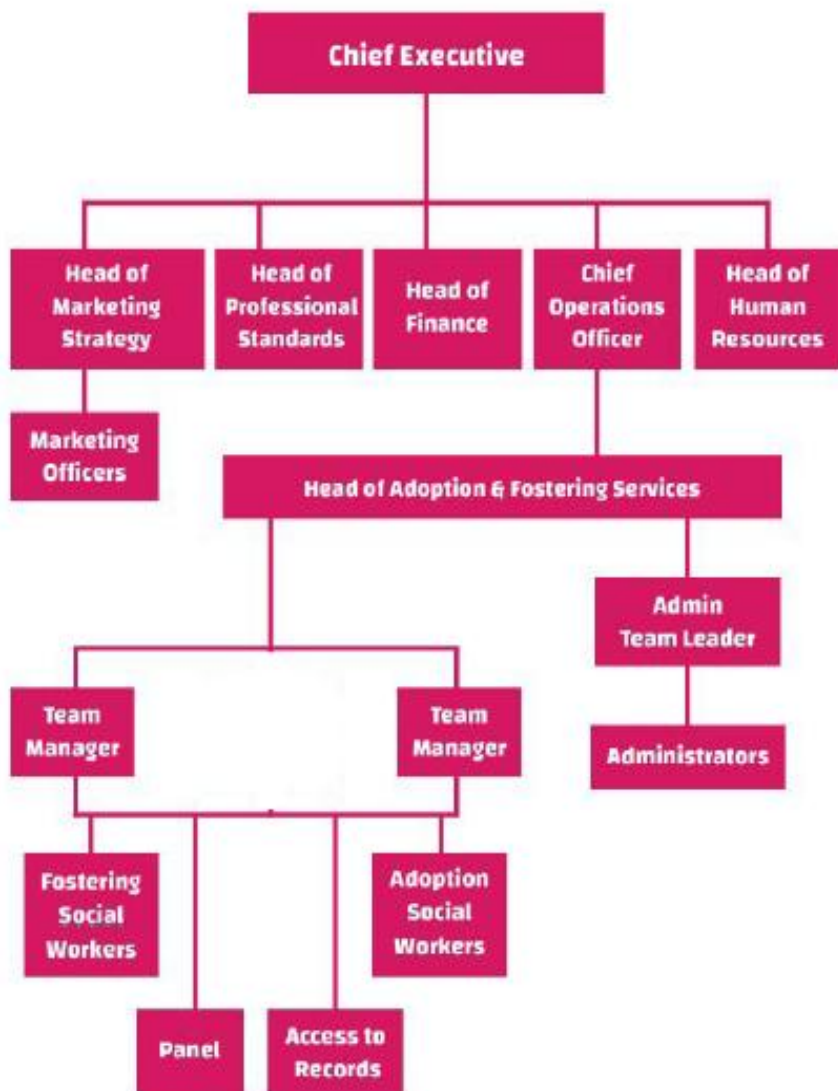 Chief Executive
Head of
Marketing
Strategy
Head of
Professional
Standards
Head of
Finance
Chief
Operations
Officer
Head of
Human
Resources
Marketing
Officers
Head of Adoption & Fostering Services
Admin
Team Leader
Team
Manager
Team
Manager
Administrators
Fostering
Social
Workers
Adoption
Social
Workers
Panel
Access to
Records